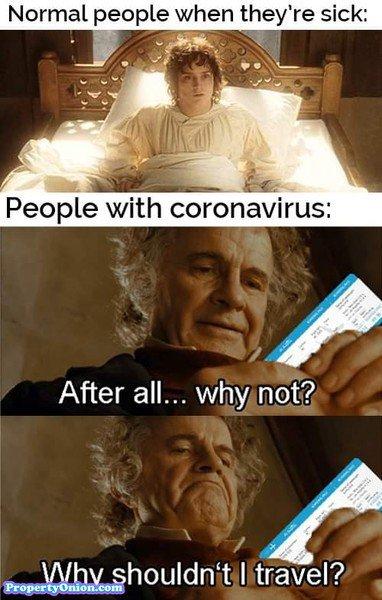 Normal people when they're sick:
People with coronavirus:
After all... why not?
Why shouldn't I travel?
PropertyOnion.com